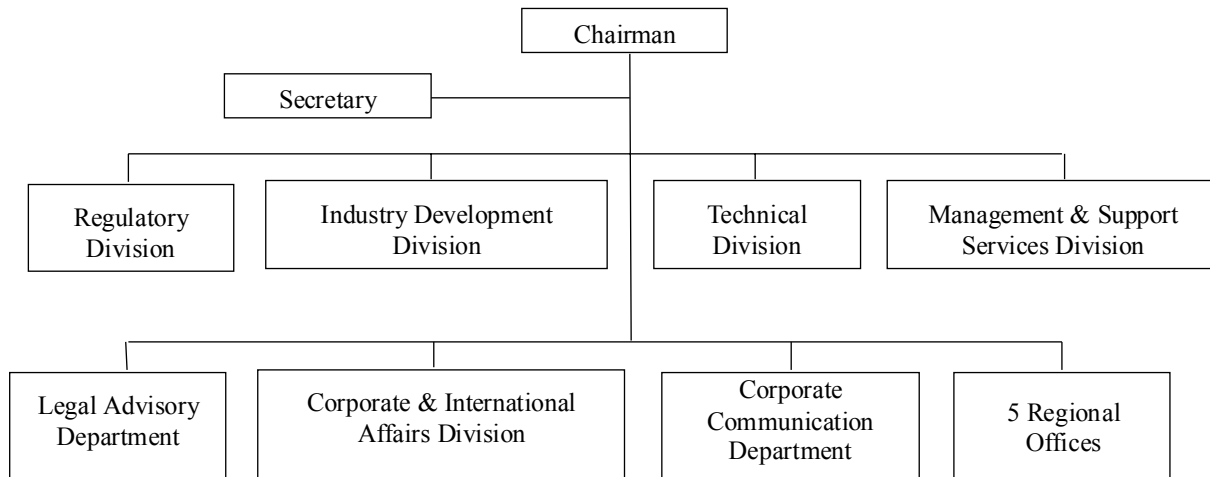 Chairman
Secretary
Regulatory
Division
Industry Development
Division
Technical
Division
Management & Support
Services Division
Legal Advisory
Department
Corporate & International
Affairs Division
Corporate
Communication
Department
5 Regional
Offices